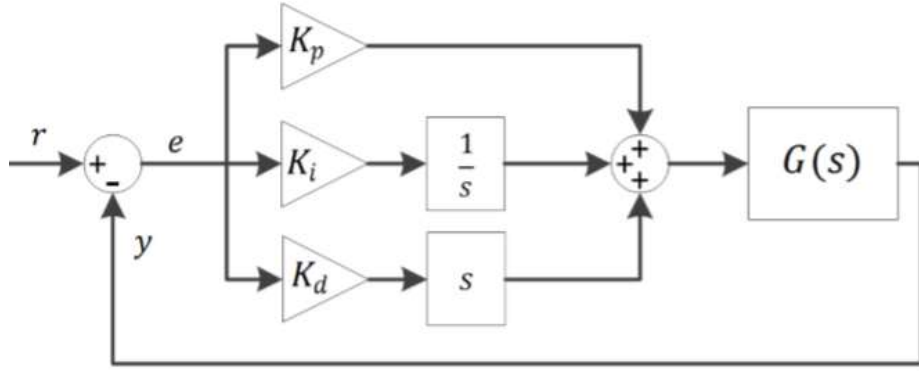 K_p
r
+
-
e
K_i
1
s
+
+
+
G(s)
y
K_d
s